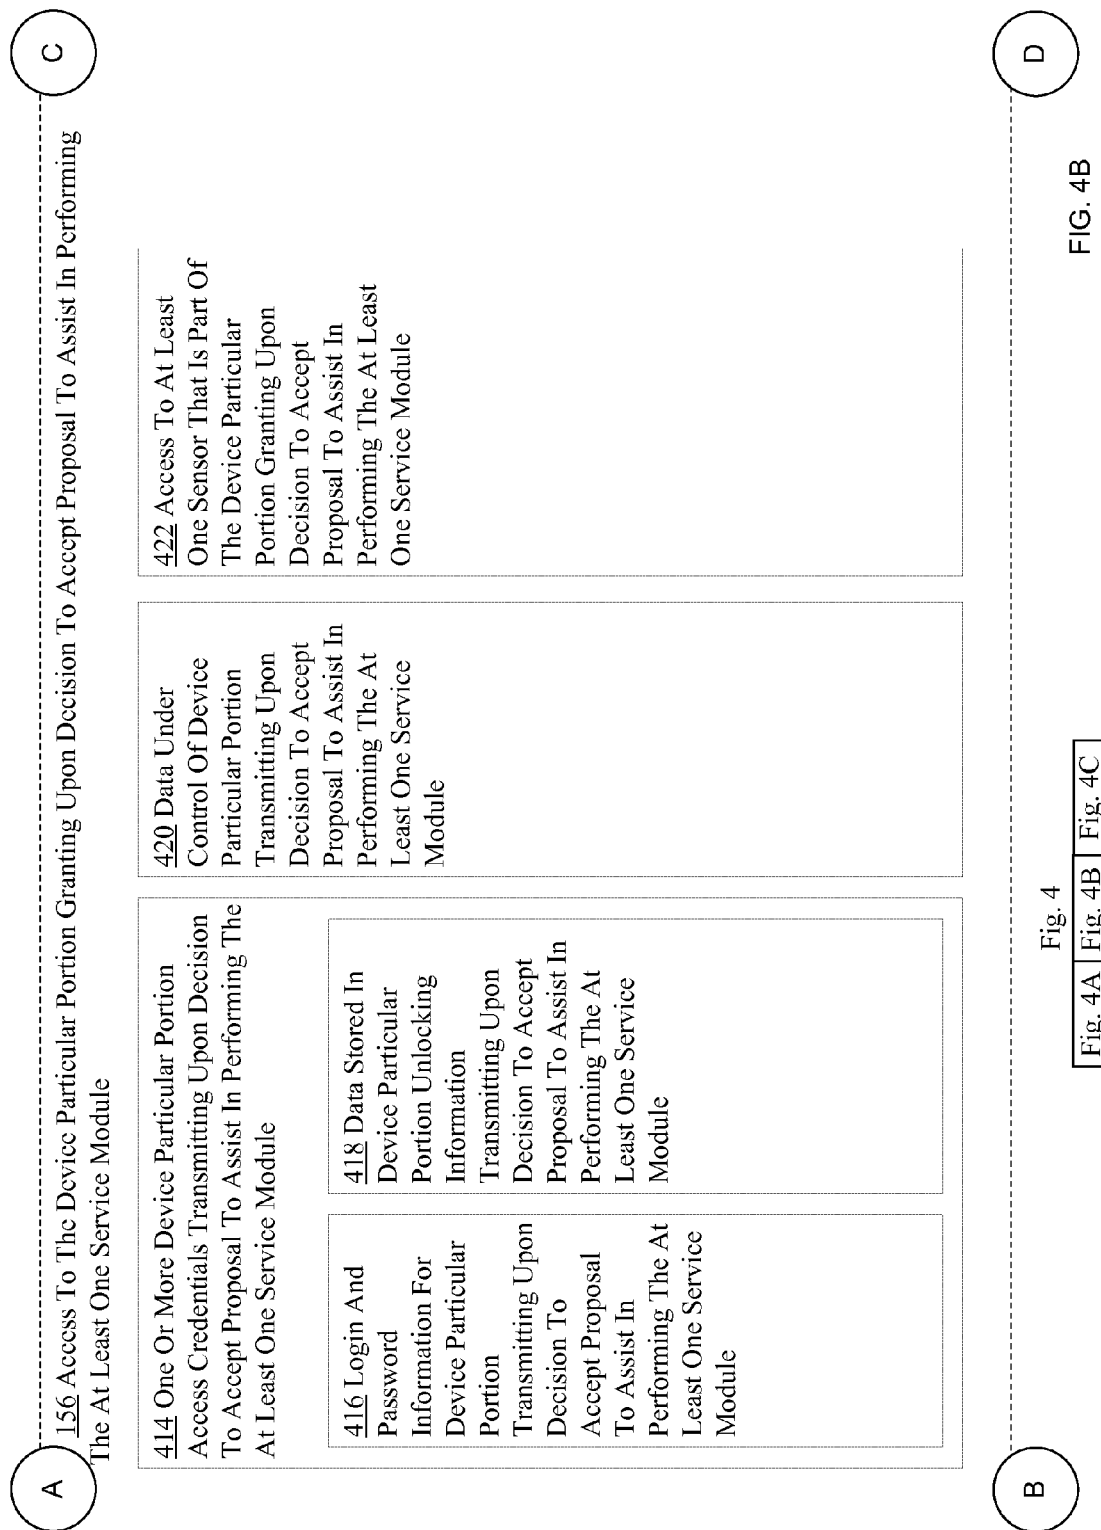 A
C
156 Access To The Device Particular Portion Granting Upon Decision To Accept Proposal To Assist In Performing
The At Least One Service Module
414 One Or More Device Particular Portion
Access Credentials Transmitting Upon Decision
To Accept Proposal To Assist In Performing The
At Least One Service Module
416 Login And
Password
Information For
Device Particular
Portion
Transmitting Upon
Decision To
Accept Proposal
To Assist In
Performing The At
Least One Service
Module
418 Data Stored In
Device Particular
Portion Unlocking
Information
Transmitting Upon
Decision To Accept
Proposal To Assist In
Performing The At
Least One Service
Module
420 Data Under
Control Of Device
Particular Portion
Transmitting Upon
Decision To Accept
Proposal To Assist In
Performing The At
Least One Service
Module
422 Access To At Least
One Sensor That Is Part Of
The Device Particular
Portion Granting Upon
Decision To Accept
Proposal To Assist In
Performing The At Least
One Service Module
B
D
Fig. 4
Fig. 4A Fig. 4B Fig. 4C
FIG. 4B